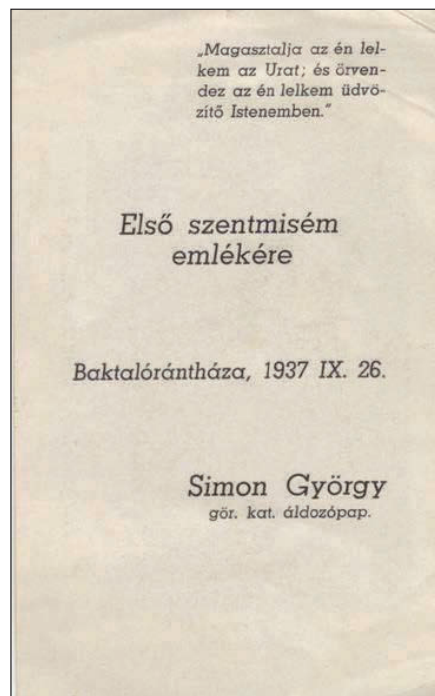 „Magasztalja az én lel-
kem az Urat; és örven-
dez az én lelkem üdvö-
zítő Istenemben."
Első szentmisém
emlékére
Baktalórántháza, 1937 IX. 26.
Simon György
gör. kat. áldozópap.